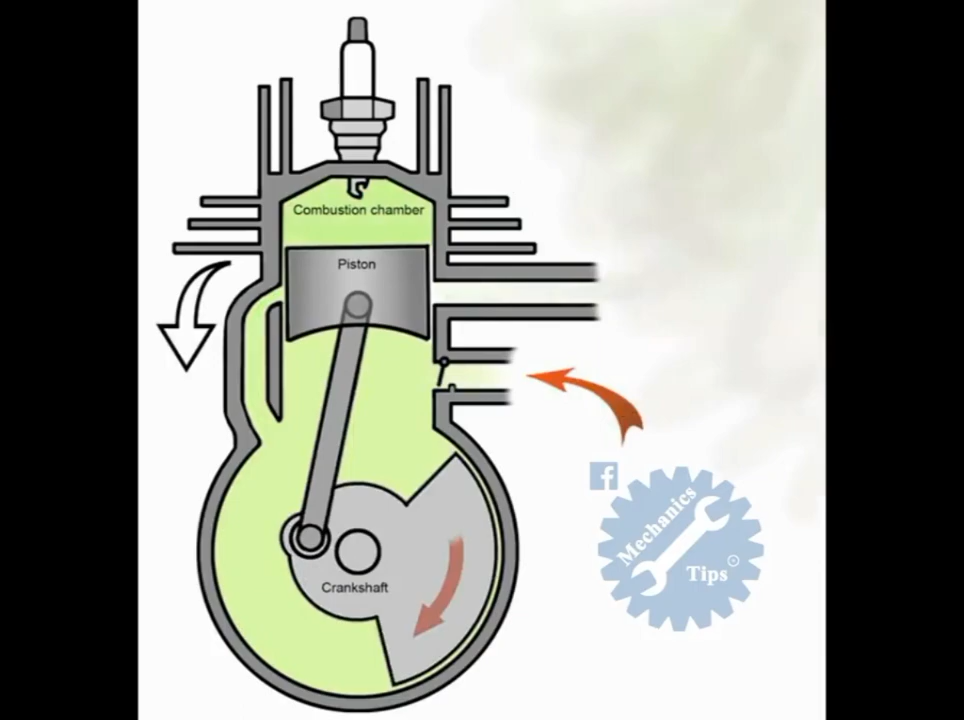 Combustion chamber
Piston
Crankshaft
f
Mechanics
Tips